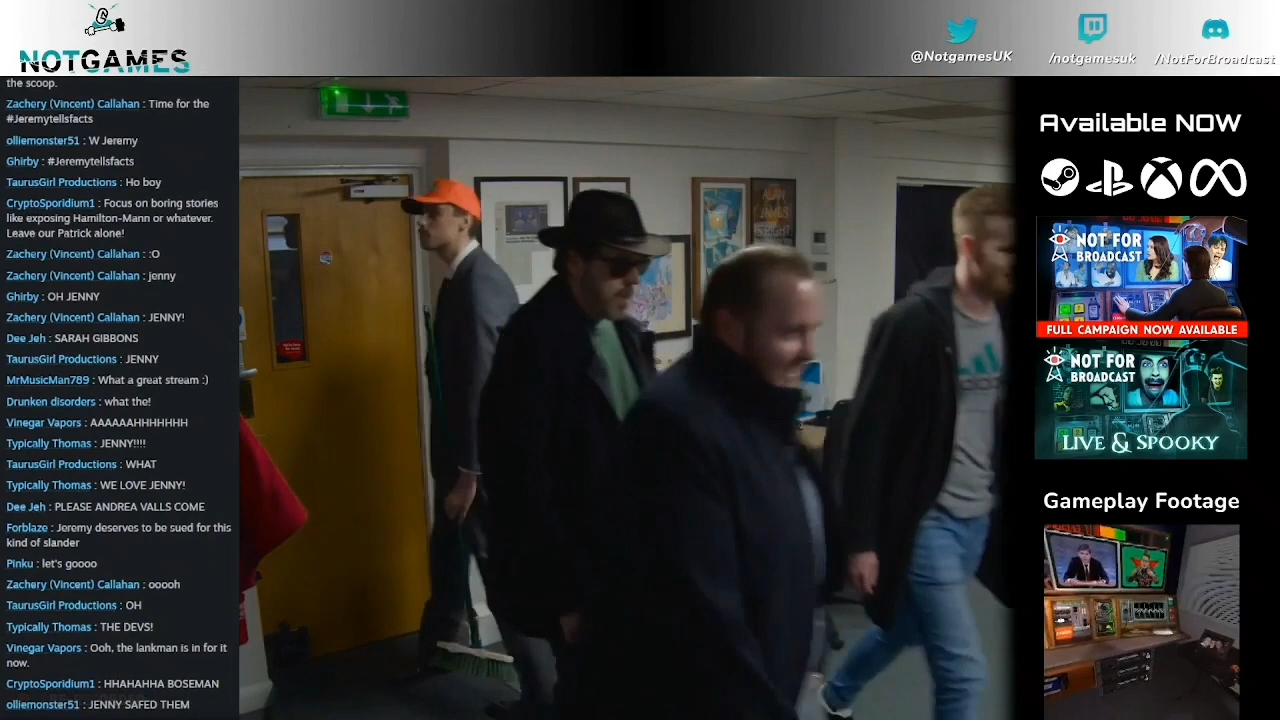 NOTGAMES
@NotgamesUK
/notgamesuk
/NotForBroadcast
the scoop.
Zachery (Vincent) Callahan : Time for the
#Jeremytellsfacts
olliemonster51 : W Jeremy
Ghirby : #Jeremytellsfacts
TaurusGirl Productions : Ho boy
CryptoSporidium1 : Focus on boring stories
like exposing Hamilton-Mann or whatever.
Leave our Patrick alone!
Zachery (Vincent) Callahan : :O
Zachery (Vincent) Callahan : jenny
Ghirby : OH JENNY
Zachery (Vincent) Callahan : JENNY!
Dee Jeh : SARAH GIBBONS
TaurusGirl Productions : JENNY
MrMusicMan789 : What a great stream :)
Drunken disorders : what the!
Vinegar Vapors : AAAAAAHHHHHHH
Typically Thomas : JENNY!!!!
TaurusGirl Productions : WHAT
Typically Thomas : WE LOVE JENNY!
Dee Jeh : PLEASE ANDREA VALLS COME
Forblaze : Jeremy deserves to be sued for this
kind of slander
Pinku : let's goooo
Zachery (Vincent) Callahan : ooooh
TaurusGirl Productions : OH
Typically Thomas : THE DEVS!
Vinegar Vapors : Ooh, the lankman is in for it
now.
CryptoSporidium1 : HHAHAHHA BOSEMAN
olliemonster51 : JENNY SAFED THEM
adidas
Available NOW
NOT FOR
BROADCAST
FULL CAMPAIGN NOW AVAILABLE
NOT FOR
BROADCAST
LIVE & SPOOKY
Gameplay Footage